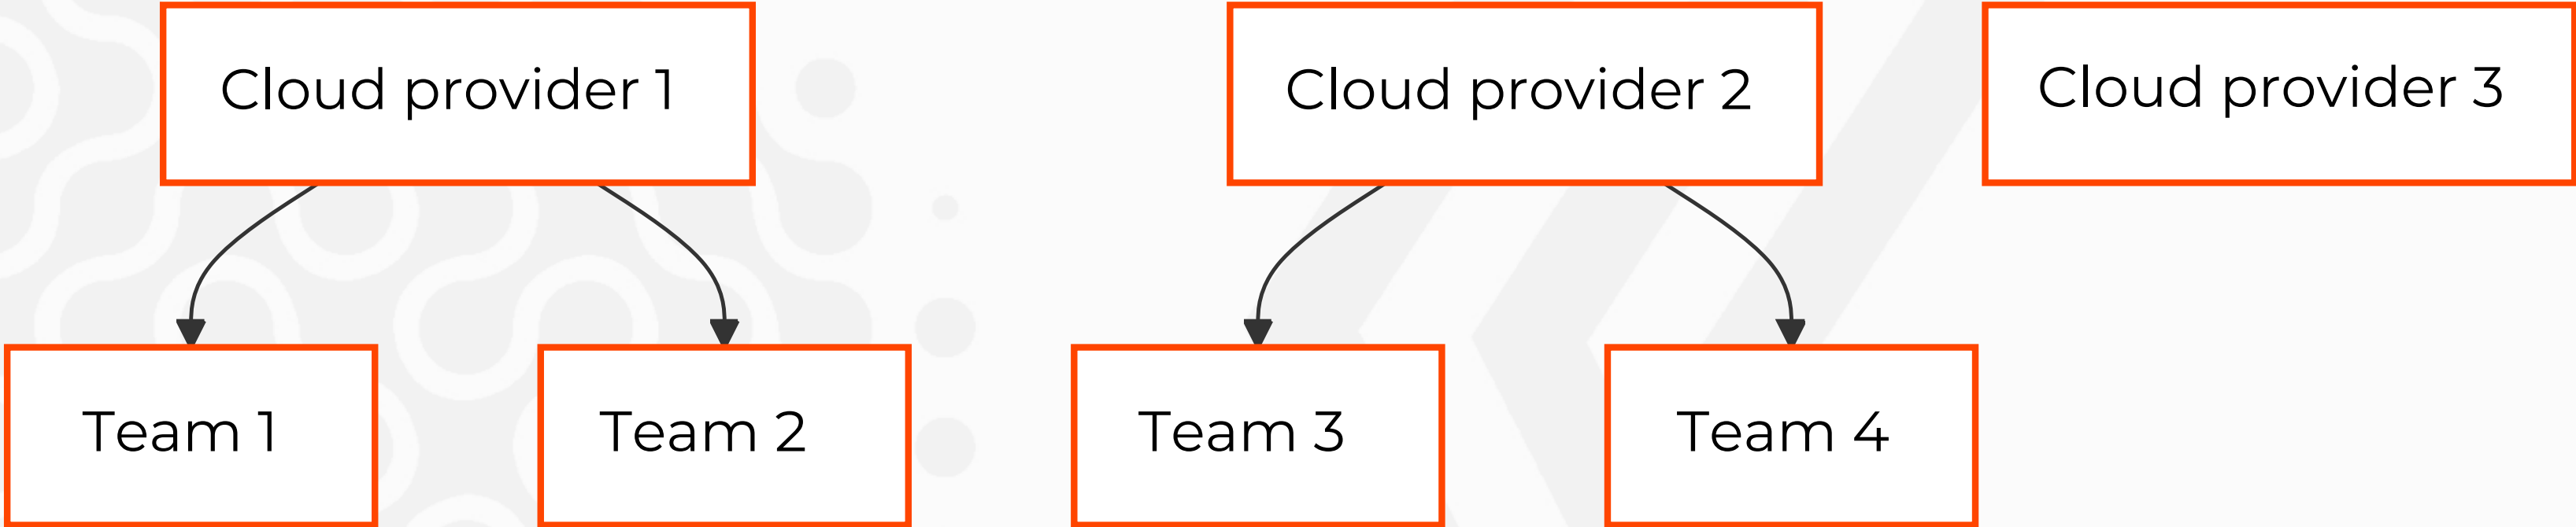 Cloud provider 1
Cloud provider 2
Cloud provider 3
Team 1
Team 2
Team 3
Team 4